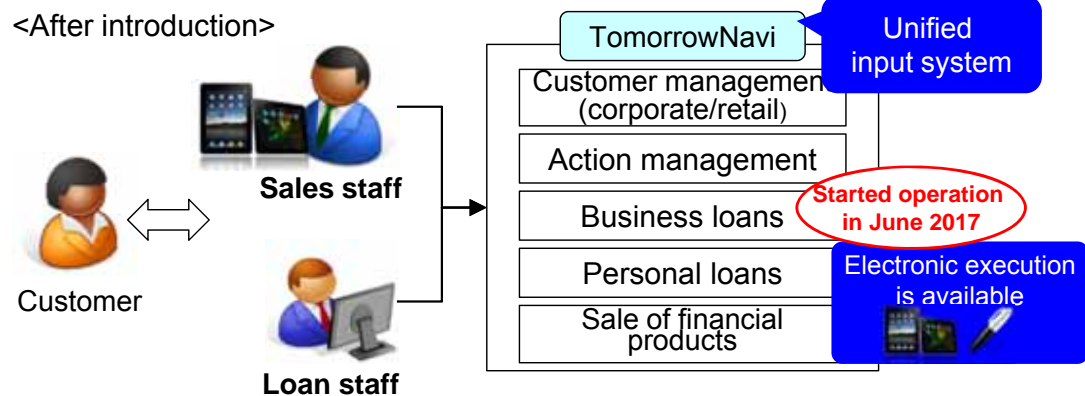 <After introduction>
TomorrowNavi
Unified
input system
Customer management
(corporate/retail)
Action management
Sales staff
Started operation
in June 2017
Business loans
Customer
Personal loans
Electronic execution
is available
Sale of financial
products
Loan staff